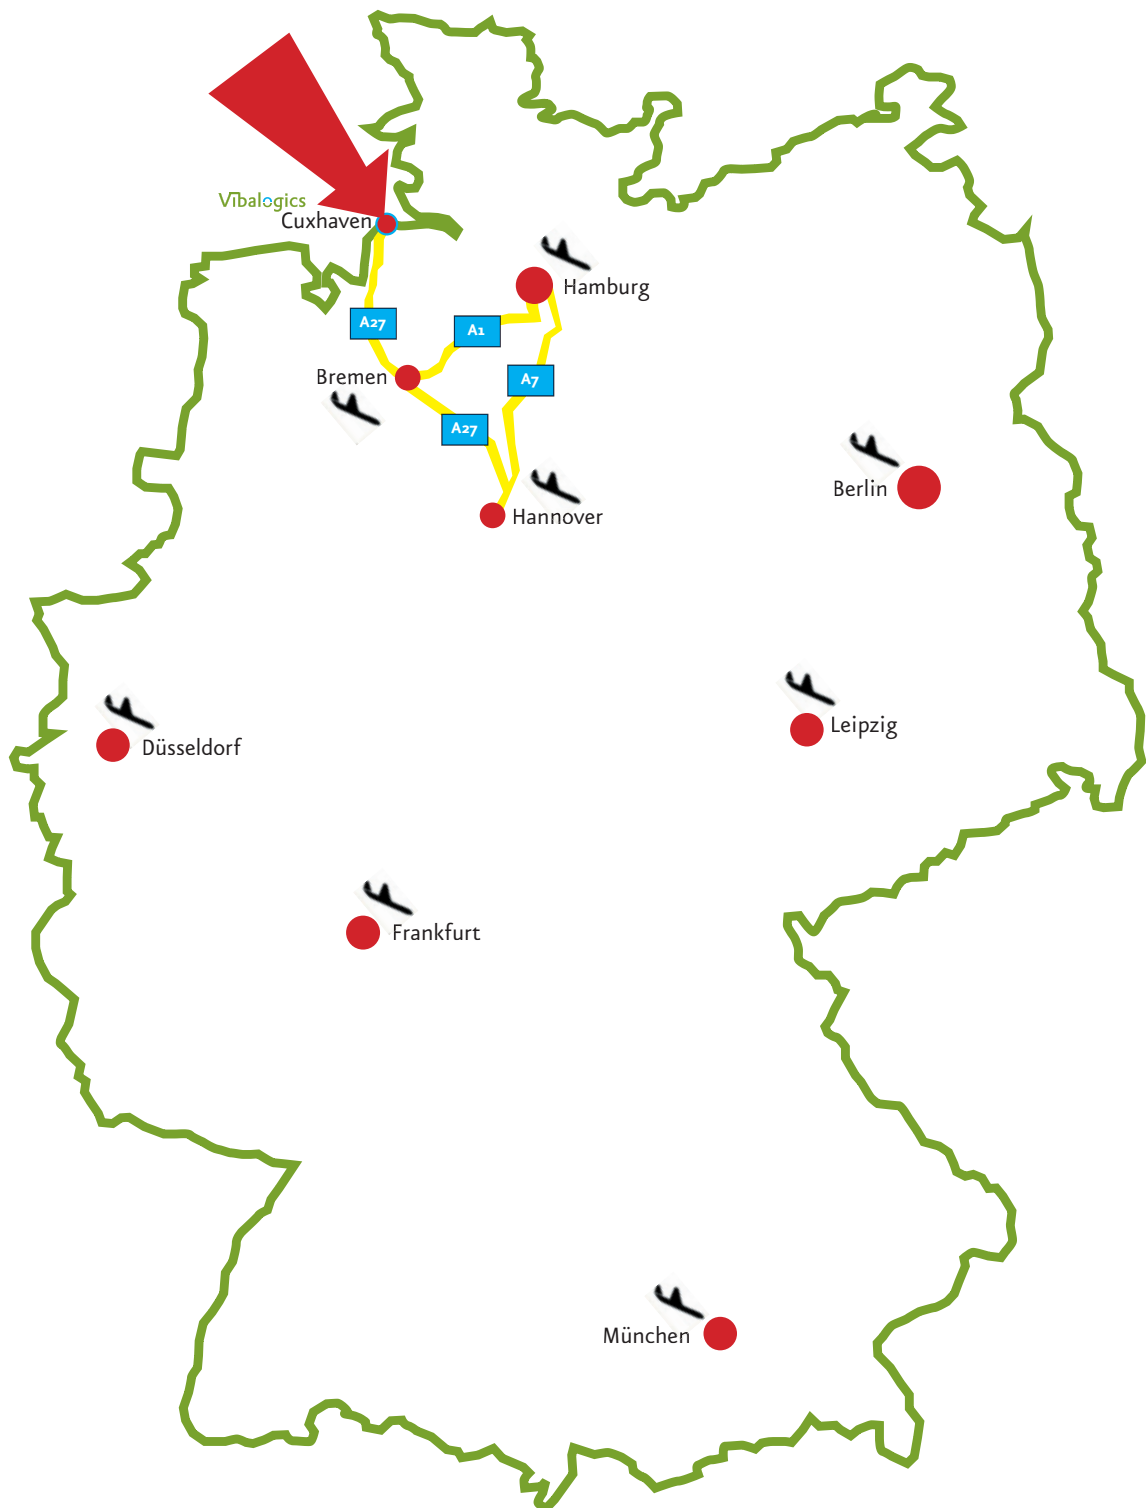 Vibalogics
Cuxhaven
Hamburg
A27
A1
Bremen
A7
A27
Berlin
Hannover
Düsseldorf
Leipzig
Frankfurt
München